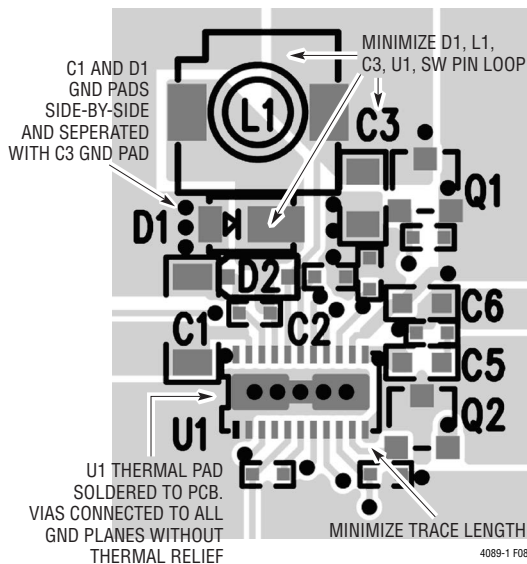 MINIMIZE D1, L1,
C3, U1, SW PIN LOOP
C1 AND D1
GND PADS
SIDE-BY-SIDE
AND SEPERATED
WITH C3 GND PAD
L1
C3
Q1
D1
D2
C6
C1
C2
C5
Q2
U1
U1 THERMAL PAD
SOLDERED TO PCB.
VIAS CONNECTED TO ALL
GND PLANES WITHOUT
THERMAL RELIEF
MINIMIZE TRACE LENGTH
4089-1 F08